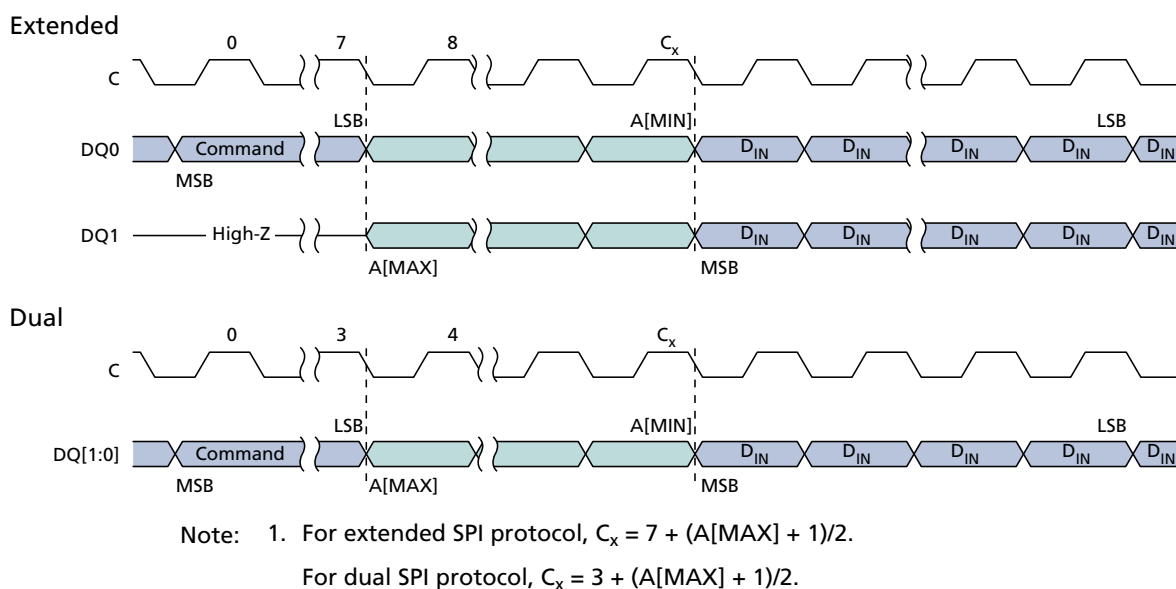 Extended
0 7 8 Cx
C
LSB A[MIN] LSB
DQ0 Command DIN DIN DIN DIN DIN
MSB
DQ1 High-Z DIN DIN DIN DIN DIN
A[MAX] MSB
Dual
0 3 4 Cx
C
LSB A[MIN] LSB
DQ[1:0] Command DIN DIN DIN DIN DIN
MSB A[MAX] MSB
Note: 1. For extended SPI protocol, Cx = 7 + (A[MAX] + 1)/2.
For dual SPI protocol, Cx = 3 + (A[MAX] + 1)/2.